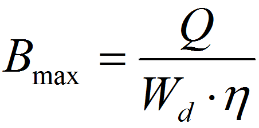 B_max = Q / (W_d · η)